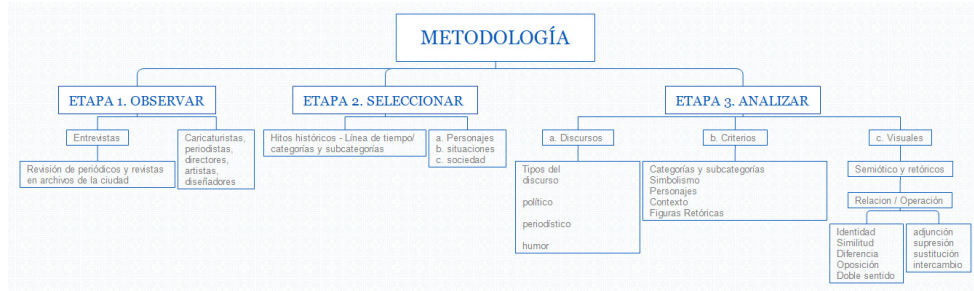 METODOLOGÍA
ETAPA 1. OBSERVAR
Entrevistas
Revisión de periódicos y revistas
en archivos de la ciudad
Caricaturistas,
periodistas,
directores,
artistas,
diseñadores
ETAPA 2. SELECCIONAR
Hitos históricos - Línea de tiempo/
categorías y subcategorías
a. Personajes
b. situaciones
c. sociedad
ETAPA 3. ANALIZAR
a. Discursos
Tipos del
discurso
político
periodístico
humor
b. Criterios
Categorías y subcategorías
Simbolismo
Personajes
Contexto
Figuras Retóricas
c. Visuales
Semiótico y retóricos
Relacion / Operación
Identidad
Similitud
Diferencia
Oposición
Doble sentido
adjunción
supresión
sustitución
intercambio